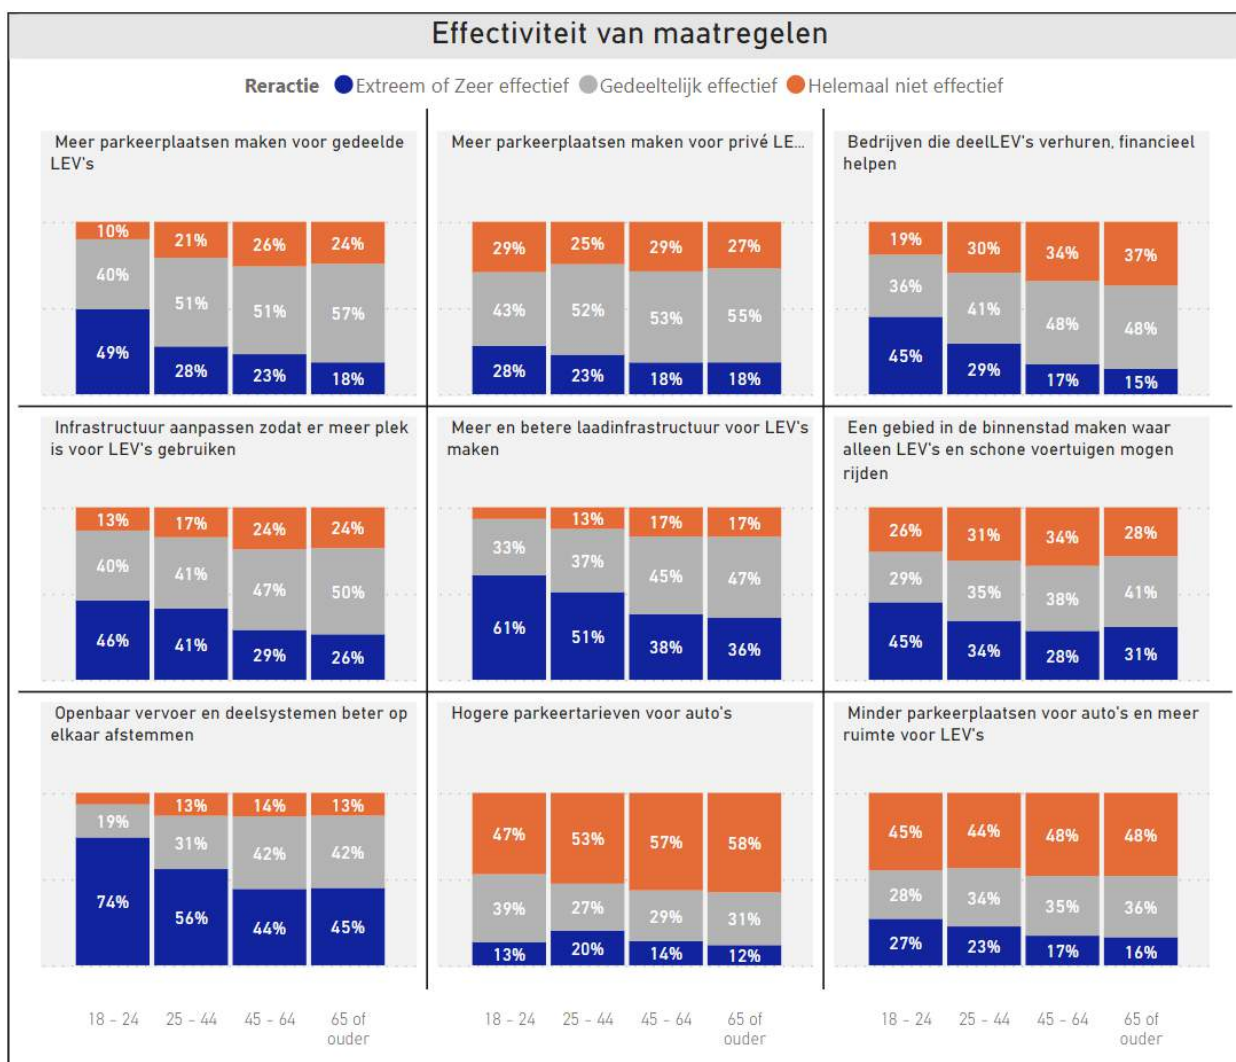 Effectiviteit van maatregelen
Reractie Extreem of Zeer effectief Gedeeltelijk effectief Helemaal niet effectief
Meer parkeerplaatsen maken voor gedeelde
LEV's
10% 21% 26% 24%
40% 51% 51% 57%
49% 28% 23% 18%
Meer parkeerplaatsen maken voor privé LE...
29% 25% 29% 27%
43% 52% 53% 55%
28% 23% 18% 18%
Bedrijven die deelLEV's verhuren, financieel
helpen
19% 30% 34% 37%
36% 41% 48% 48%
45% 29% 17% 15%
Infrastructuur aanpassen zodat er meer plek
is voor LEV's gebruiken
13% 17% 24% 24%
40% 41% 47% 50%
46% 41% 29% 26%
Meer en betere laadinfrastructuur voor LEV's
maken
13% 17% 17%
33% 37% 45% 47%
61% 51% 38% 36%
Een gebied in de binnenstad maken waar
alleen LEV's en schone voertuigen mogen
rijden
26% 31% 34% 28%
29% 35% 38% 41%
45% 34% 28% 31%
Openbaar vervoer en deelsystemen beter op
elkaar afstemmen
13% 14% 13%
19% 31% 42% 42%
74% 56% 44% 45%
Hogere parkeertarieven voor auto's
47% 53% 57% 58%
39% 27% 29% 31%
13% 20% 14% 12%
Minder parkeerplaatsen voor auto's en meer
ruimte voor LEV's
45% 44% 48% 48%
28% 34% 35% 36%
27% 23% 17% 16%
18 - 24 25 - 44 45 - 64 65 of
ouder
18 - 24 25 - 44 45 - 64 65 of
ouder
18 - 24 25 - 44 45 - 64 65 of
ouder